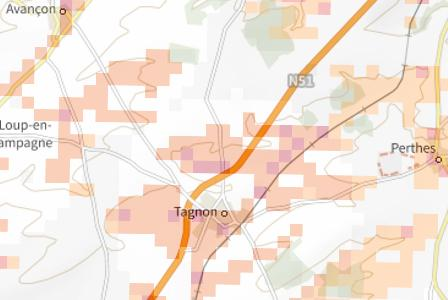 Avançon
N51
Loup-en-
ampagne
Perthes
Tagnon